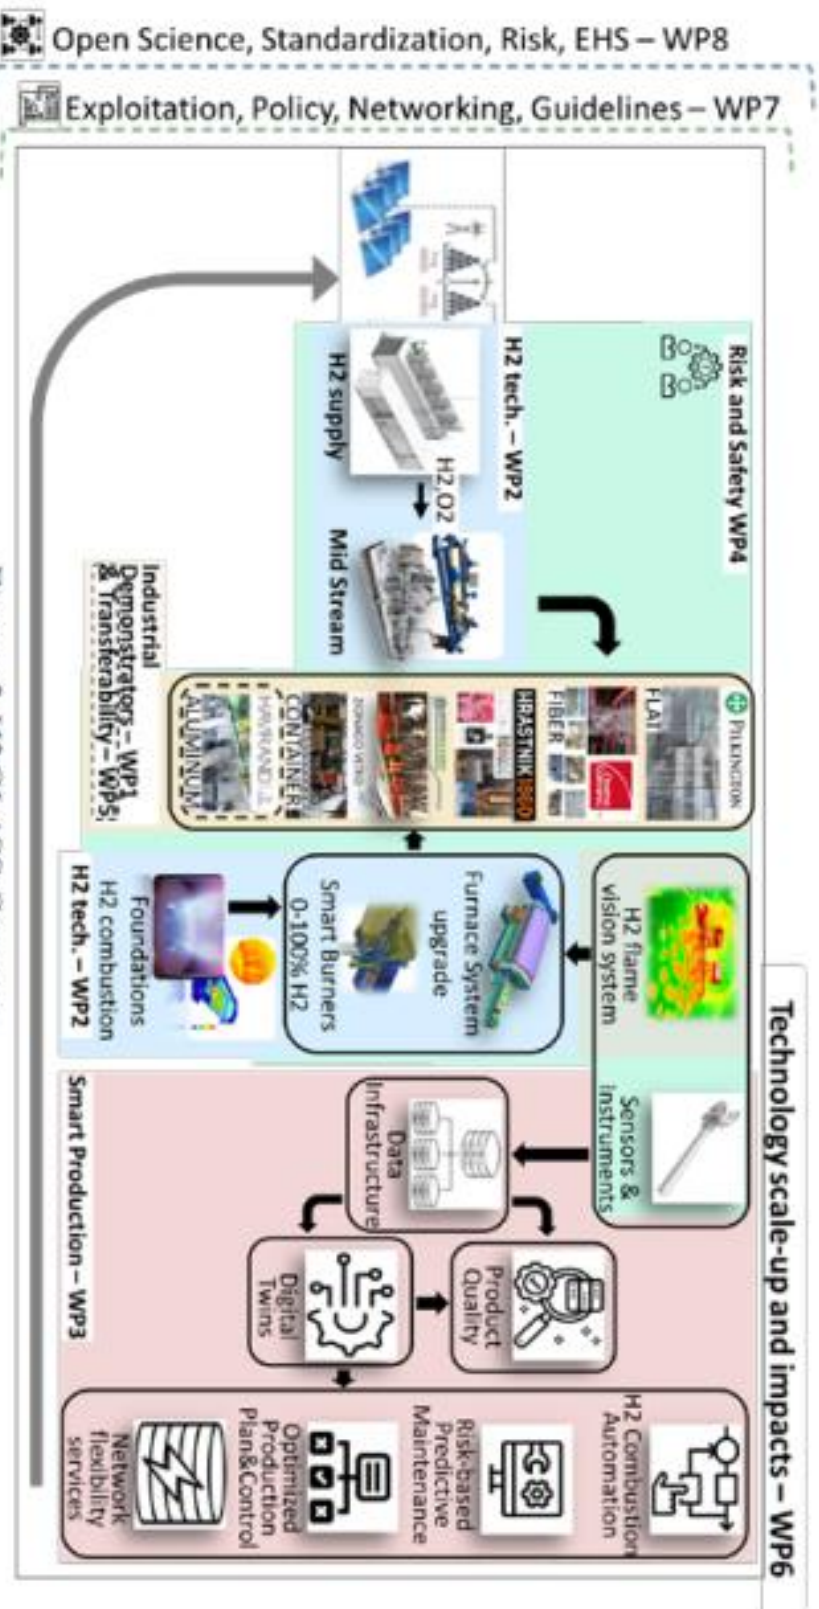 Open Science, Standardization, Risk, EHS – WP8
Exploitation, Policy, Networking, Guidelines – WP7
Technology scale-up and impacts – WP6
Risk and Safety WP4
H2 tech. – WP2
H2 supply
H2,O2
Mid Stream
Industrial
Demonstrators – WP1
& Transferability – WP5
PILKINGTON
FLAT
FIBER
HRASTNIK 1860
CONTAINER
ALUMINUM
H2 flame
vision system
Furnace System
upgrade
Smart Burners
0-100% H2
Foundations
H2 combustion
H2 tech. – WP2
Sensors &
instruments
Data
Infrastructure
Product
Quality
Digital
Twins
Smart Production – WP3
H2 Combustion
Automation
Risk-based
Predictive
Maintenance
Optimized
Production
Plan&Control
Network
flexibility
services